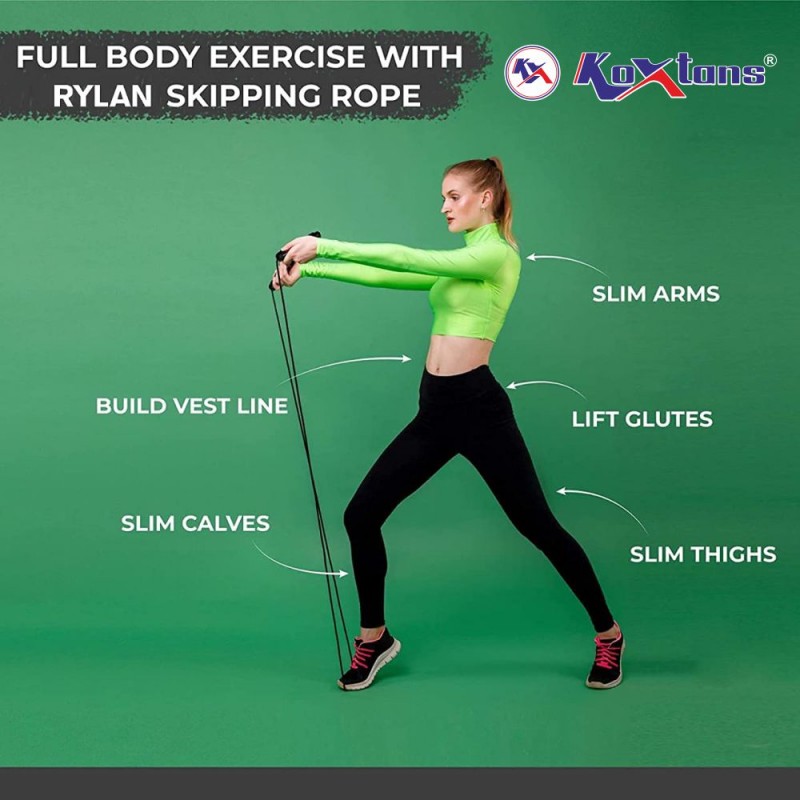 FULL BODY EXERCISE WITH
RYLAN SKIPPING ROPE
KX
Koxtans®
SLIM ARMS
BUILD VEST LINE
LIFT GLUTES
SLIM CALVES
SLIM THIGHS